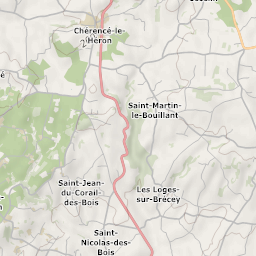 Chérencé-le-
Héron
Saint-Martin-
le-Bouillant
Saint-Jean-
du-Corail-
des-Bois
Les Loges-
sur-Brécey
Saint-
Nicolas-des-
Bois